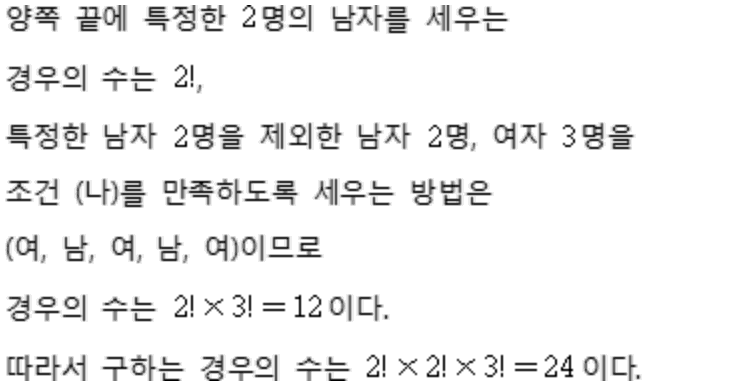 양쪽 끝에 특정한 2명의 남자를 세우는
경우의 수는 2!,
특정한 남자 2명을 제외한 남자 2명, 여자 3명을
조건 (나)를 만족하도록 세우는 방법은
(여, 남, 여, 남, 여)이므로
경우의 수는 2! × 3! = 12이다.
따라서 구하는 경우의 수는 2! × 2! × 3! = 24이다.